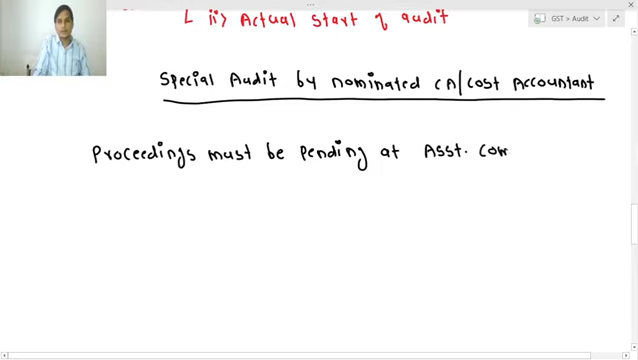 GST > Audit
ii> Actual start of audit
Special Audit by nominated CA/Cost Accountant
Proceedings must be pending at Asst. Com